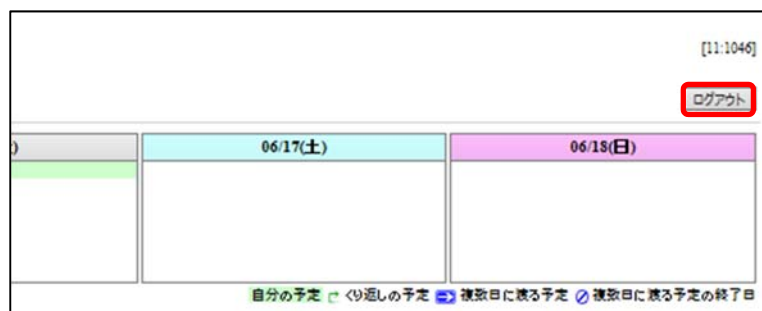 [11:1046]
ログアウト
) 06/17(土) 06/18(日)
自分の予定 くり返しの予定 複数日に渡る予定 複数日に渡る予定の終了日